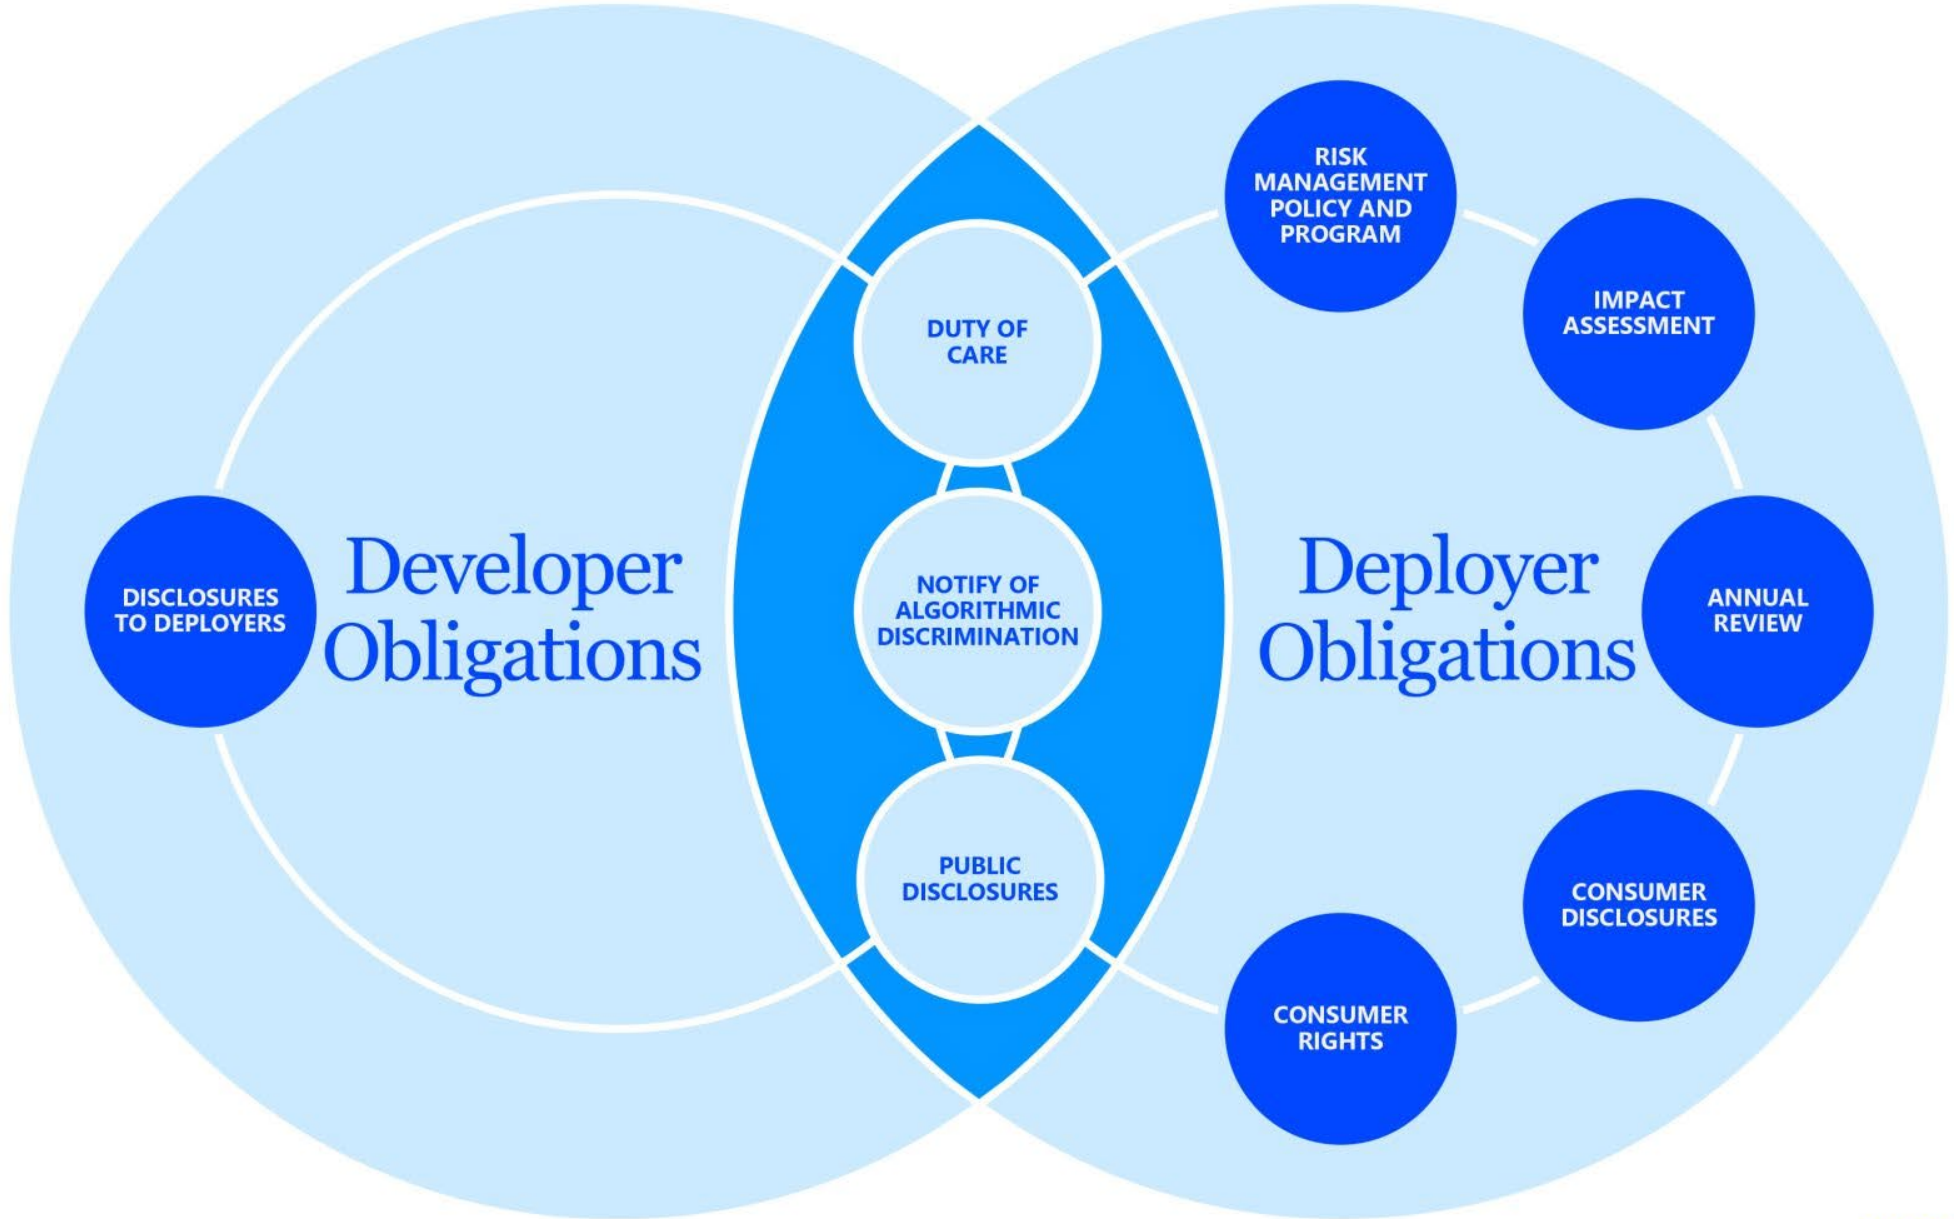 DISCLOSURES
TO DEPLOYERS
Developer
Obligations
DUTY OF
CARE
NOTIFY OF
ALGORITHMIC
DISCRIMINATION
PUBLIC
DISCLOSURES
Deployer
Obligations
RISK
MANAGEMENT
POLICY AND
PROGRAM
IMPACT
ASSESSMENT
ANNUAL
REVIEW
CONSUMER
DISCLOSURES
CONSUMER
RIGHTS